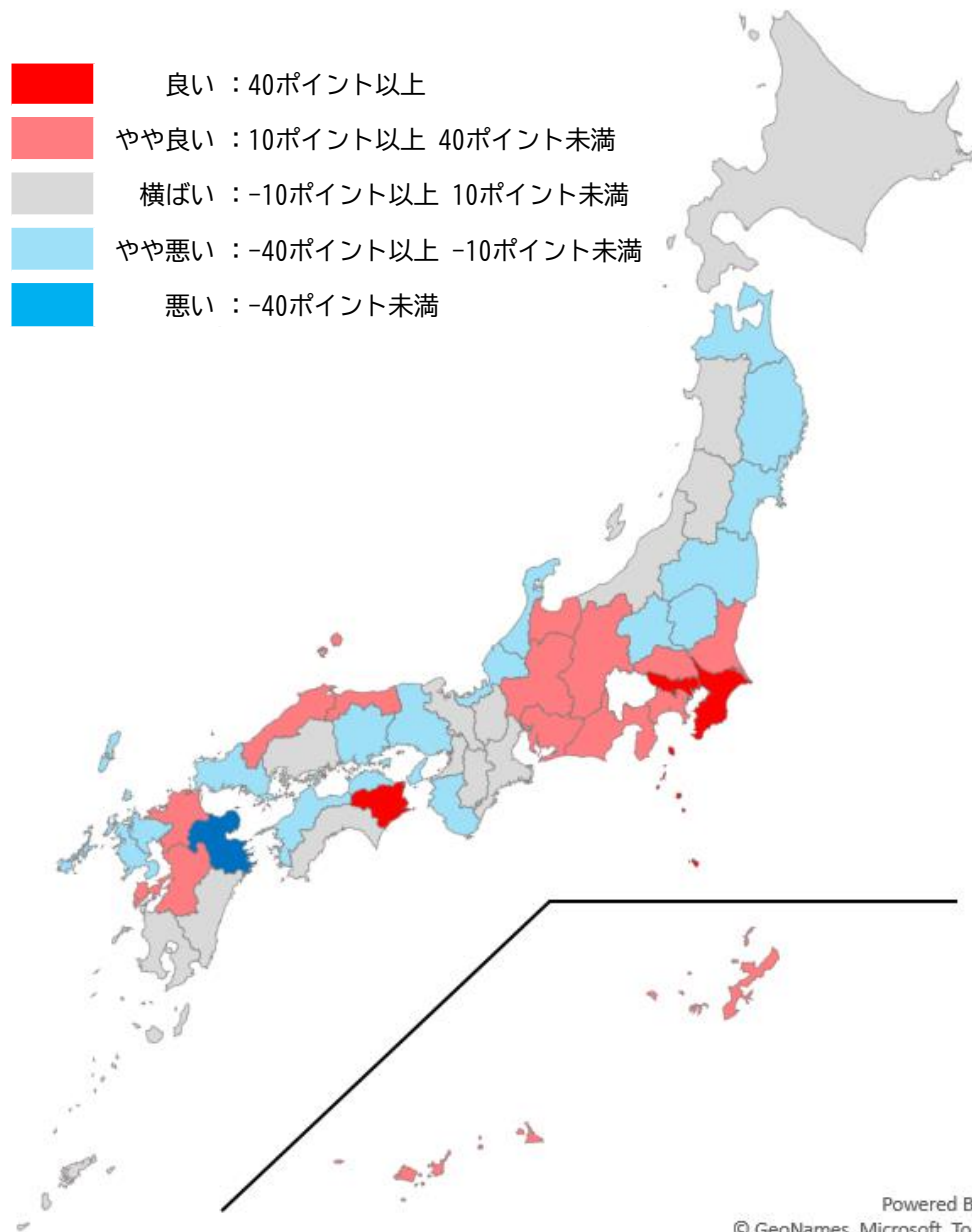 良い ：40ポイント以上
やや良い ：10ポイント以上 40ポイント未満
横ばい ：-10ポイント以上 10ポイント未満
やや悪い ：-40ポイント以上 -10ポイント未満
悪い ：-40ポイント未満
Powered B
© GeoNames, Microsoft, To